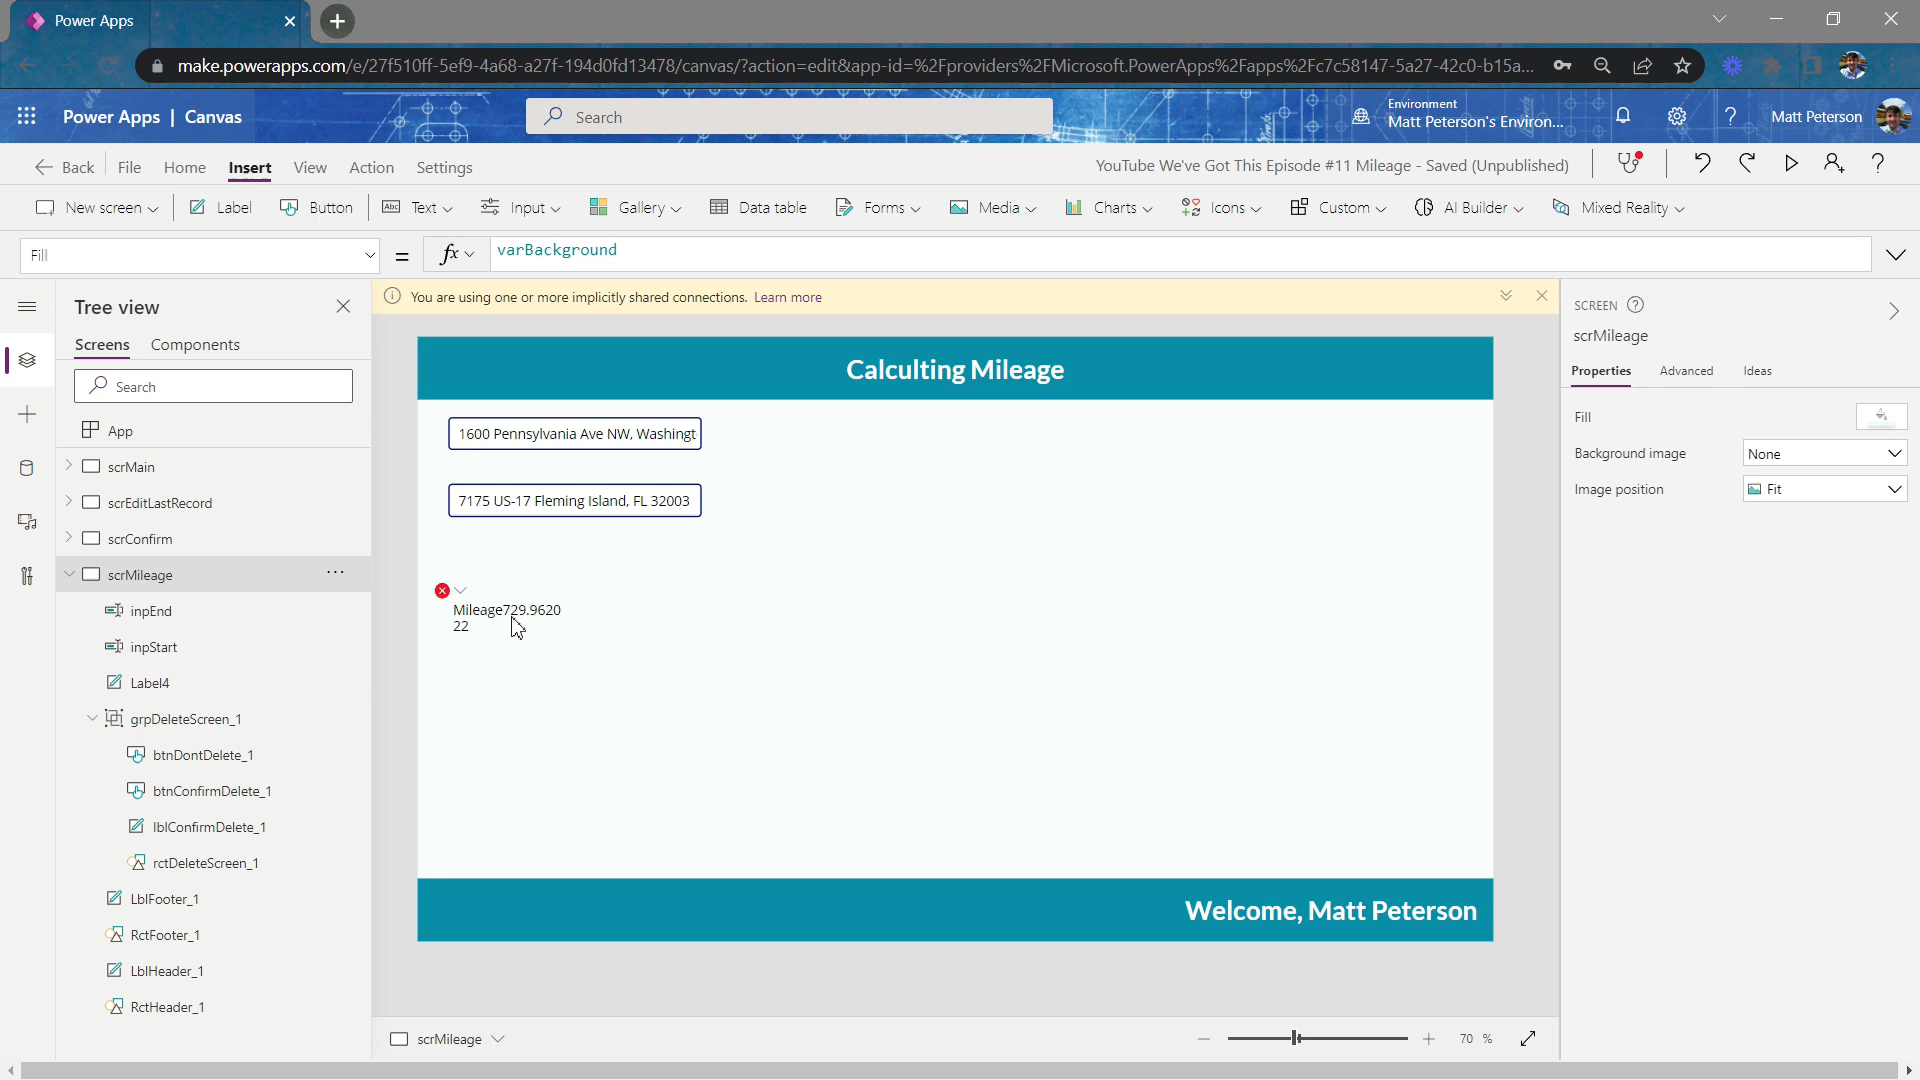 Power Apps
make.powerapps.com/e/27f510ff-5ef9-4a68-a27f-194d0fd13478/canvas/?action=edit&app-id=%2Fproviders%2FMicrosoft.PowerApps%2Fapps%2Fc7c58147-5a27-42c0-b15a...
Power Apps | Canvas
Search
Environment
Matt Peterson's Environ...
Matt Peterson
Back File Home Insert View Action Settings
YouTube We've Got This Episode #11 Mileage - Saved (Unpublished)
New screen Label Button Text Input Gallery Data table Forms Media Charts Icons Custom AI Builder Mixed Reality
Fill = fx varBackground
Tree view
Screens Components
Search
App
scrMain
scrEditLastRecord
scrConfirm
scrMileage ...
inpEnd
inpStart
Label4
grpDeleteScreen_1
btnDontDelete_1
btnConfirmDelete_1
lblConfirmDelete_1
rctDeleteScreen_1
LblFooter_1
RctFooter_1
LblHeader_1
RctHeader_1
You are using one or more implicitly shared connections. Learn more
Calculting Mileage
1600 Pennsylvania Ave NW, Washingt
7175 US-17 Fleming Island, FL 32003
Mileage729.9620
22
Welcome, Matt Peterson
scrMileage
70 %
SCREEN
scrMileage
Properties Advanced Ideas
Fill
Background image None
Image position Fit